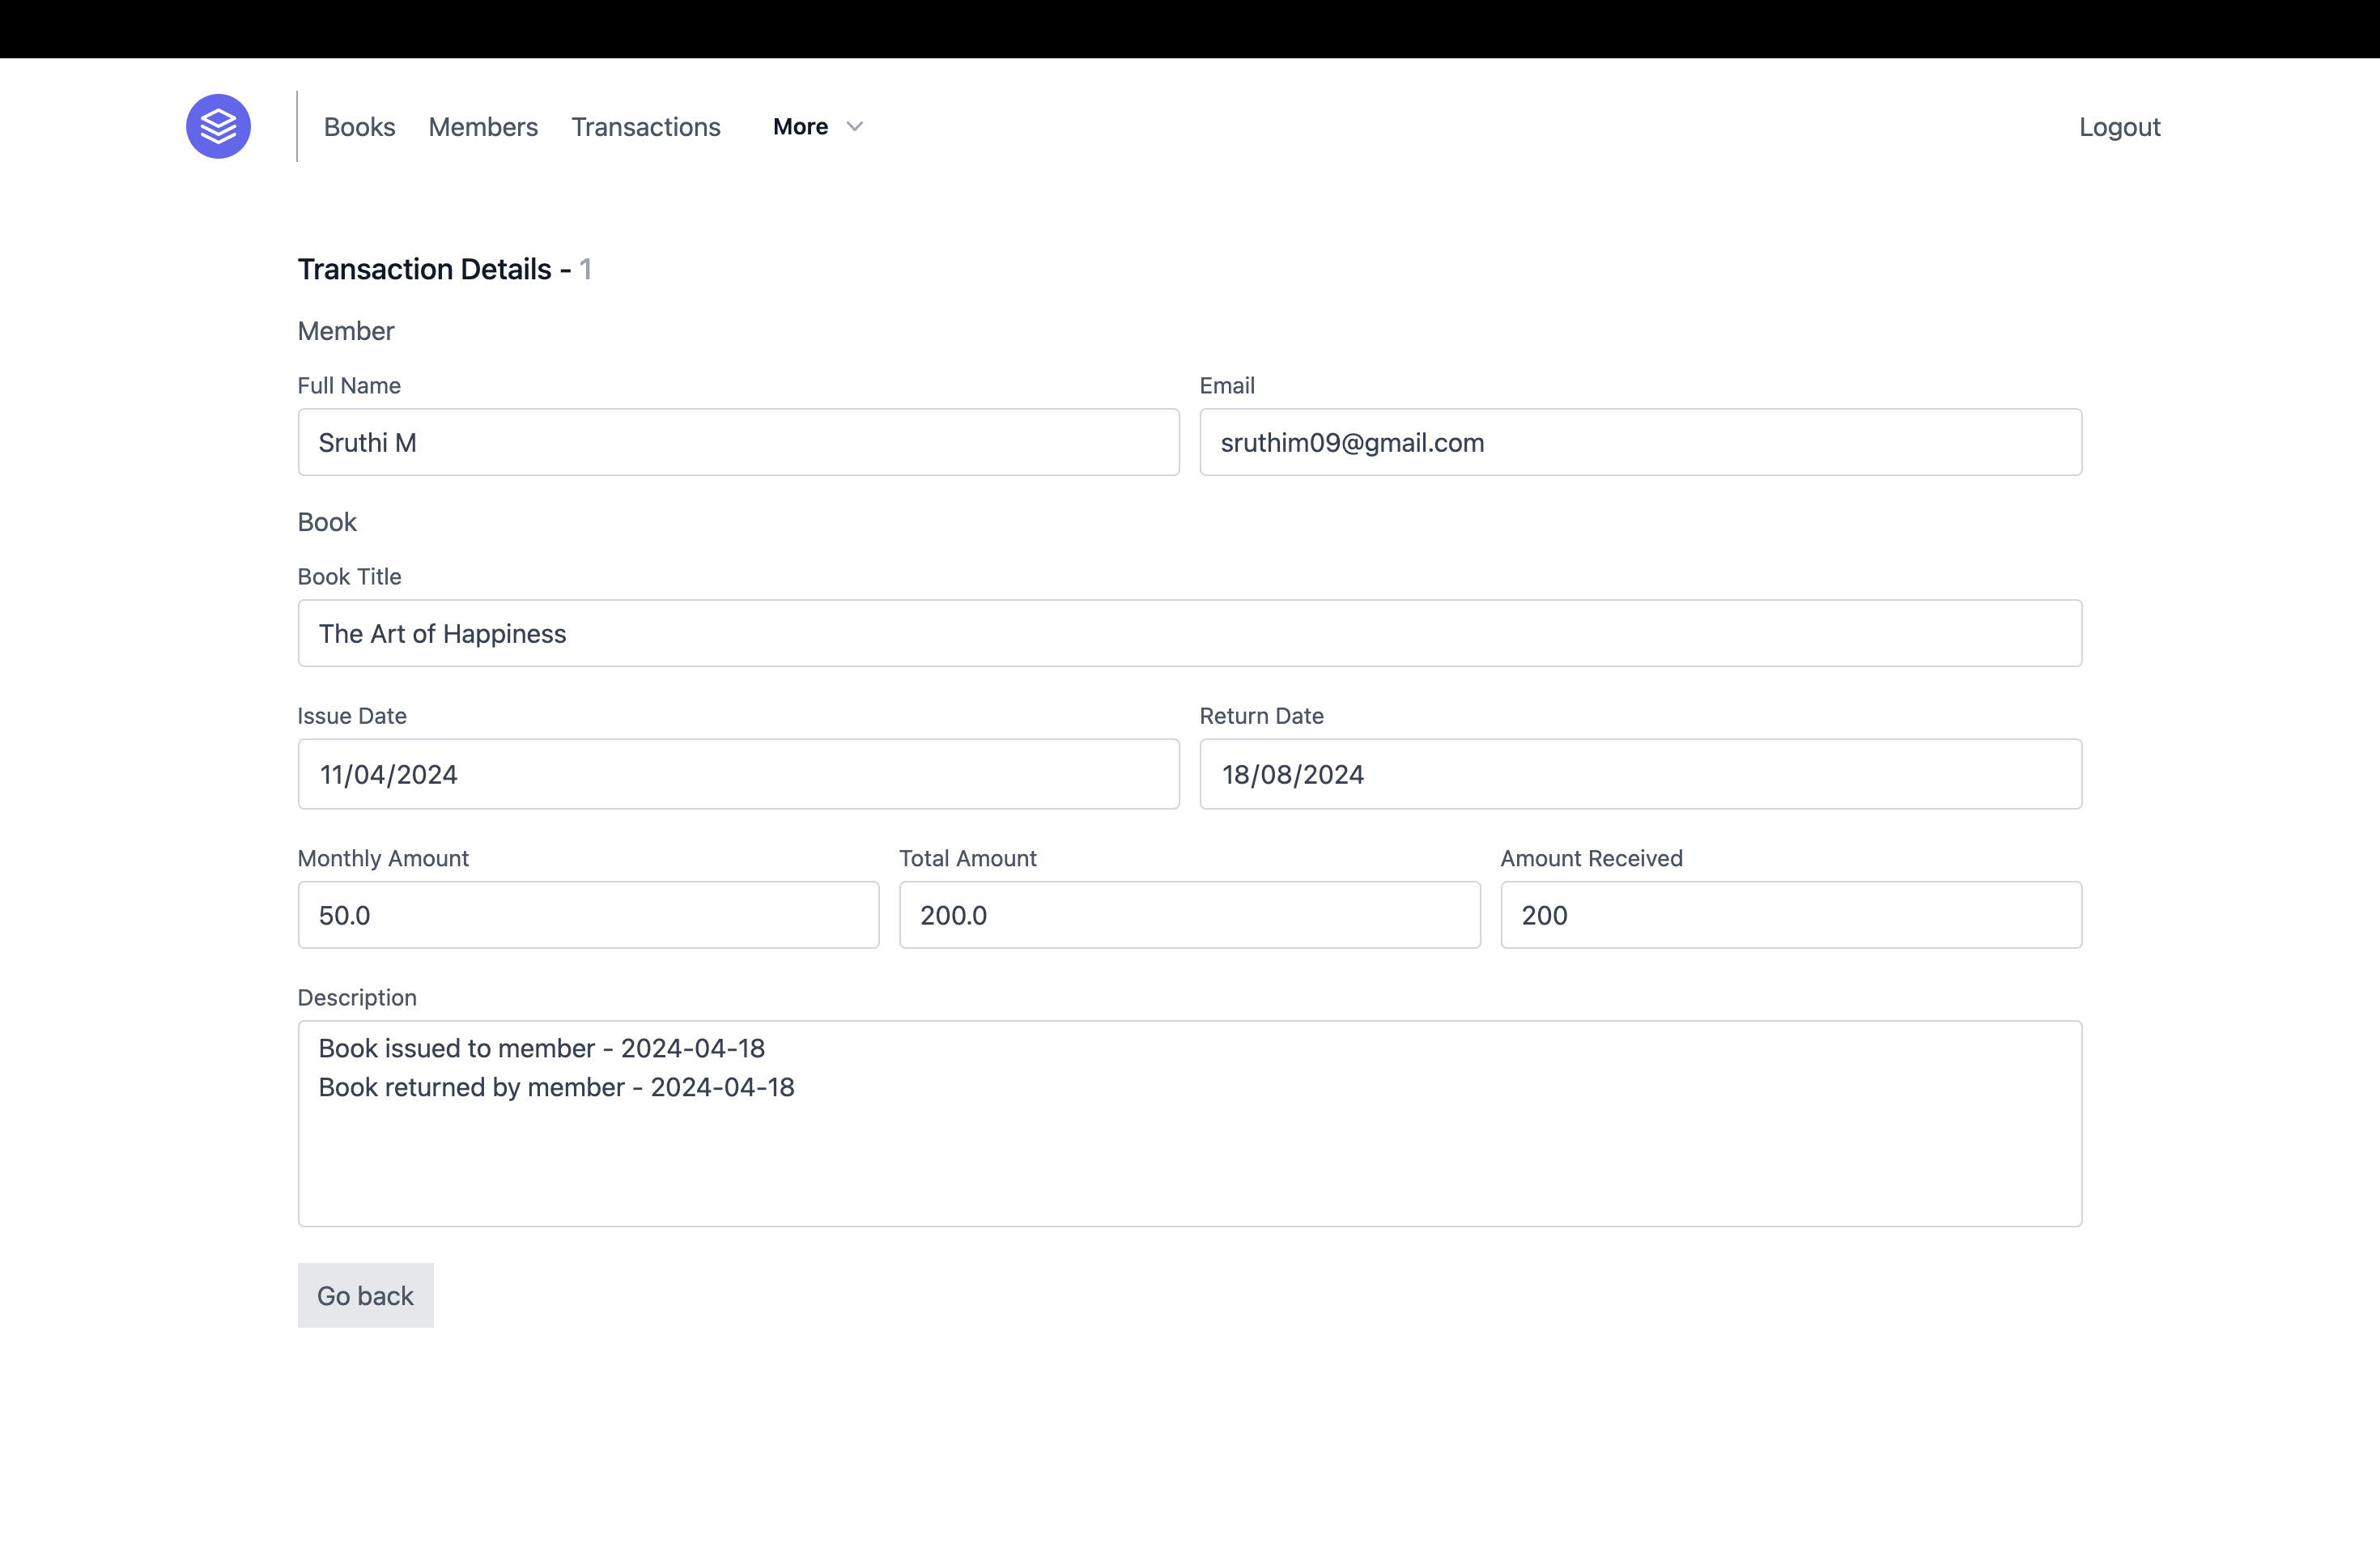 Books Members Transactions More Logout
Transaction Details - 1
Member
Full Name Email
Sruthi M sruthim09@gmail.com
Book
Book Title
The Art of Happiness
Issue Date Return Date
11/04/2024 18/08/2024
Monthly Amount Total Amount Amount Received
50.0 200.0 200
Description
Book issued to member - 2024-04-18
Book returned by member - 2024-04-18
Go back